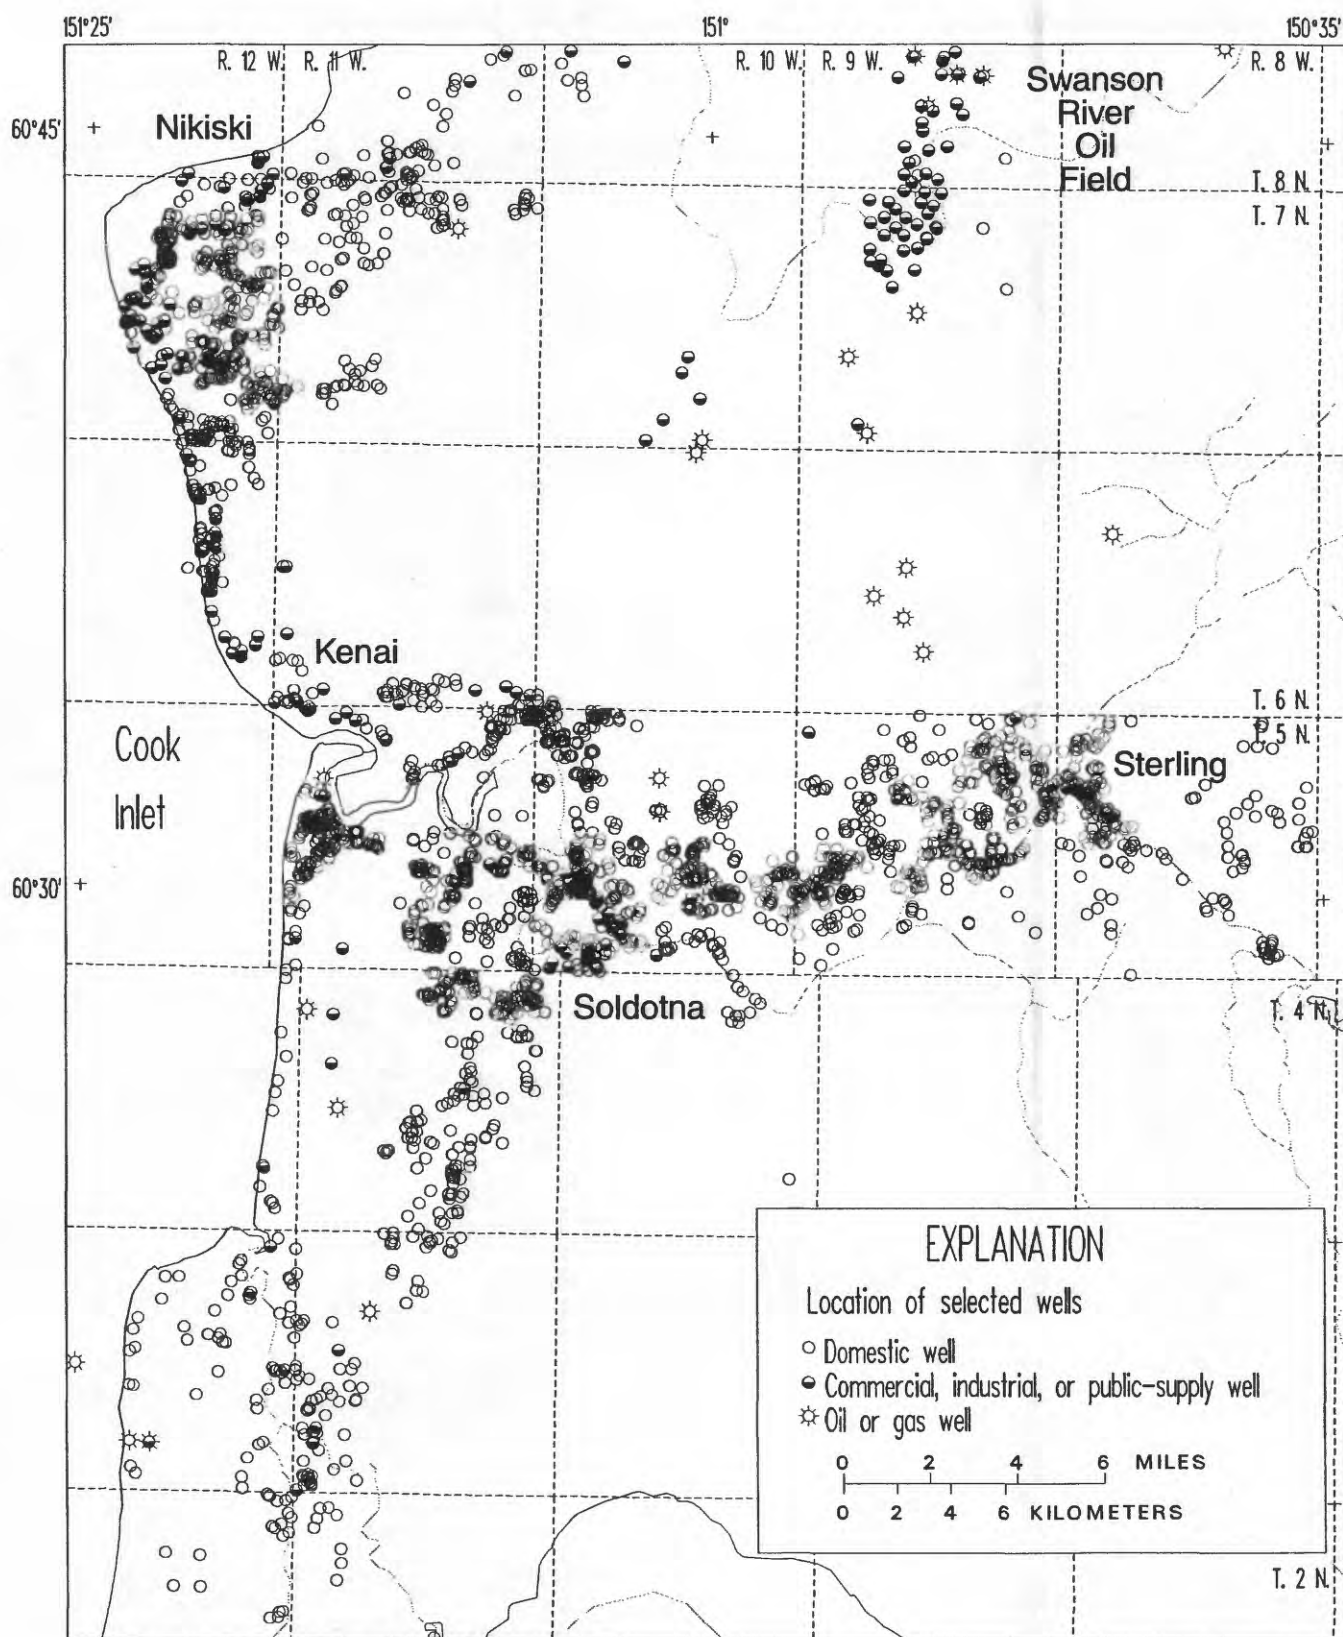 151°25' 151° 150°35'
R. 12 W. R. 11 W. R. 10 W. R. 9 W. R. 8 W.
Swanson
River
Oil
Field
60°45'
Nikiski
T. 8 N.
T. 7 N.
Kenai
T. 6 N.
T. 5 N.
Cook
Inlet
Sterling
60°30'
Soldotna
T. 4 N.
EXPLANATION
Location of selected wells
Domestic well
Commercial, industrial, or public-supply well
Oil or gas well
0 2 4 6 MILES
0 2 4 6 KILOMETERS
T. 2 N.